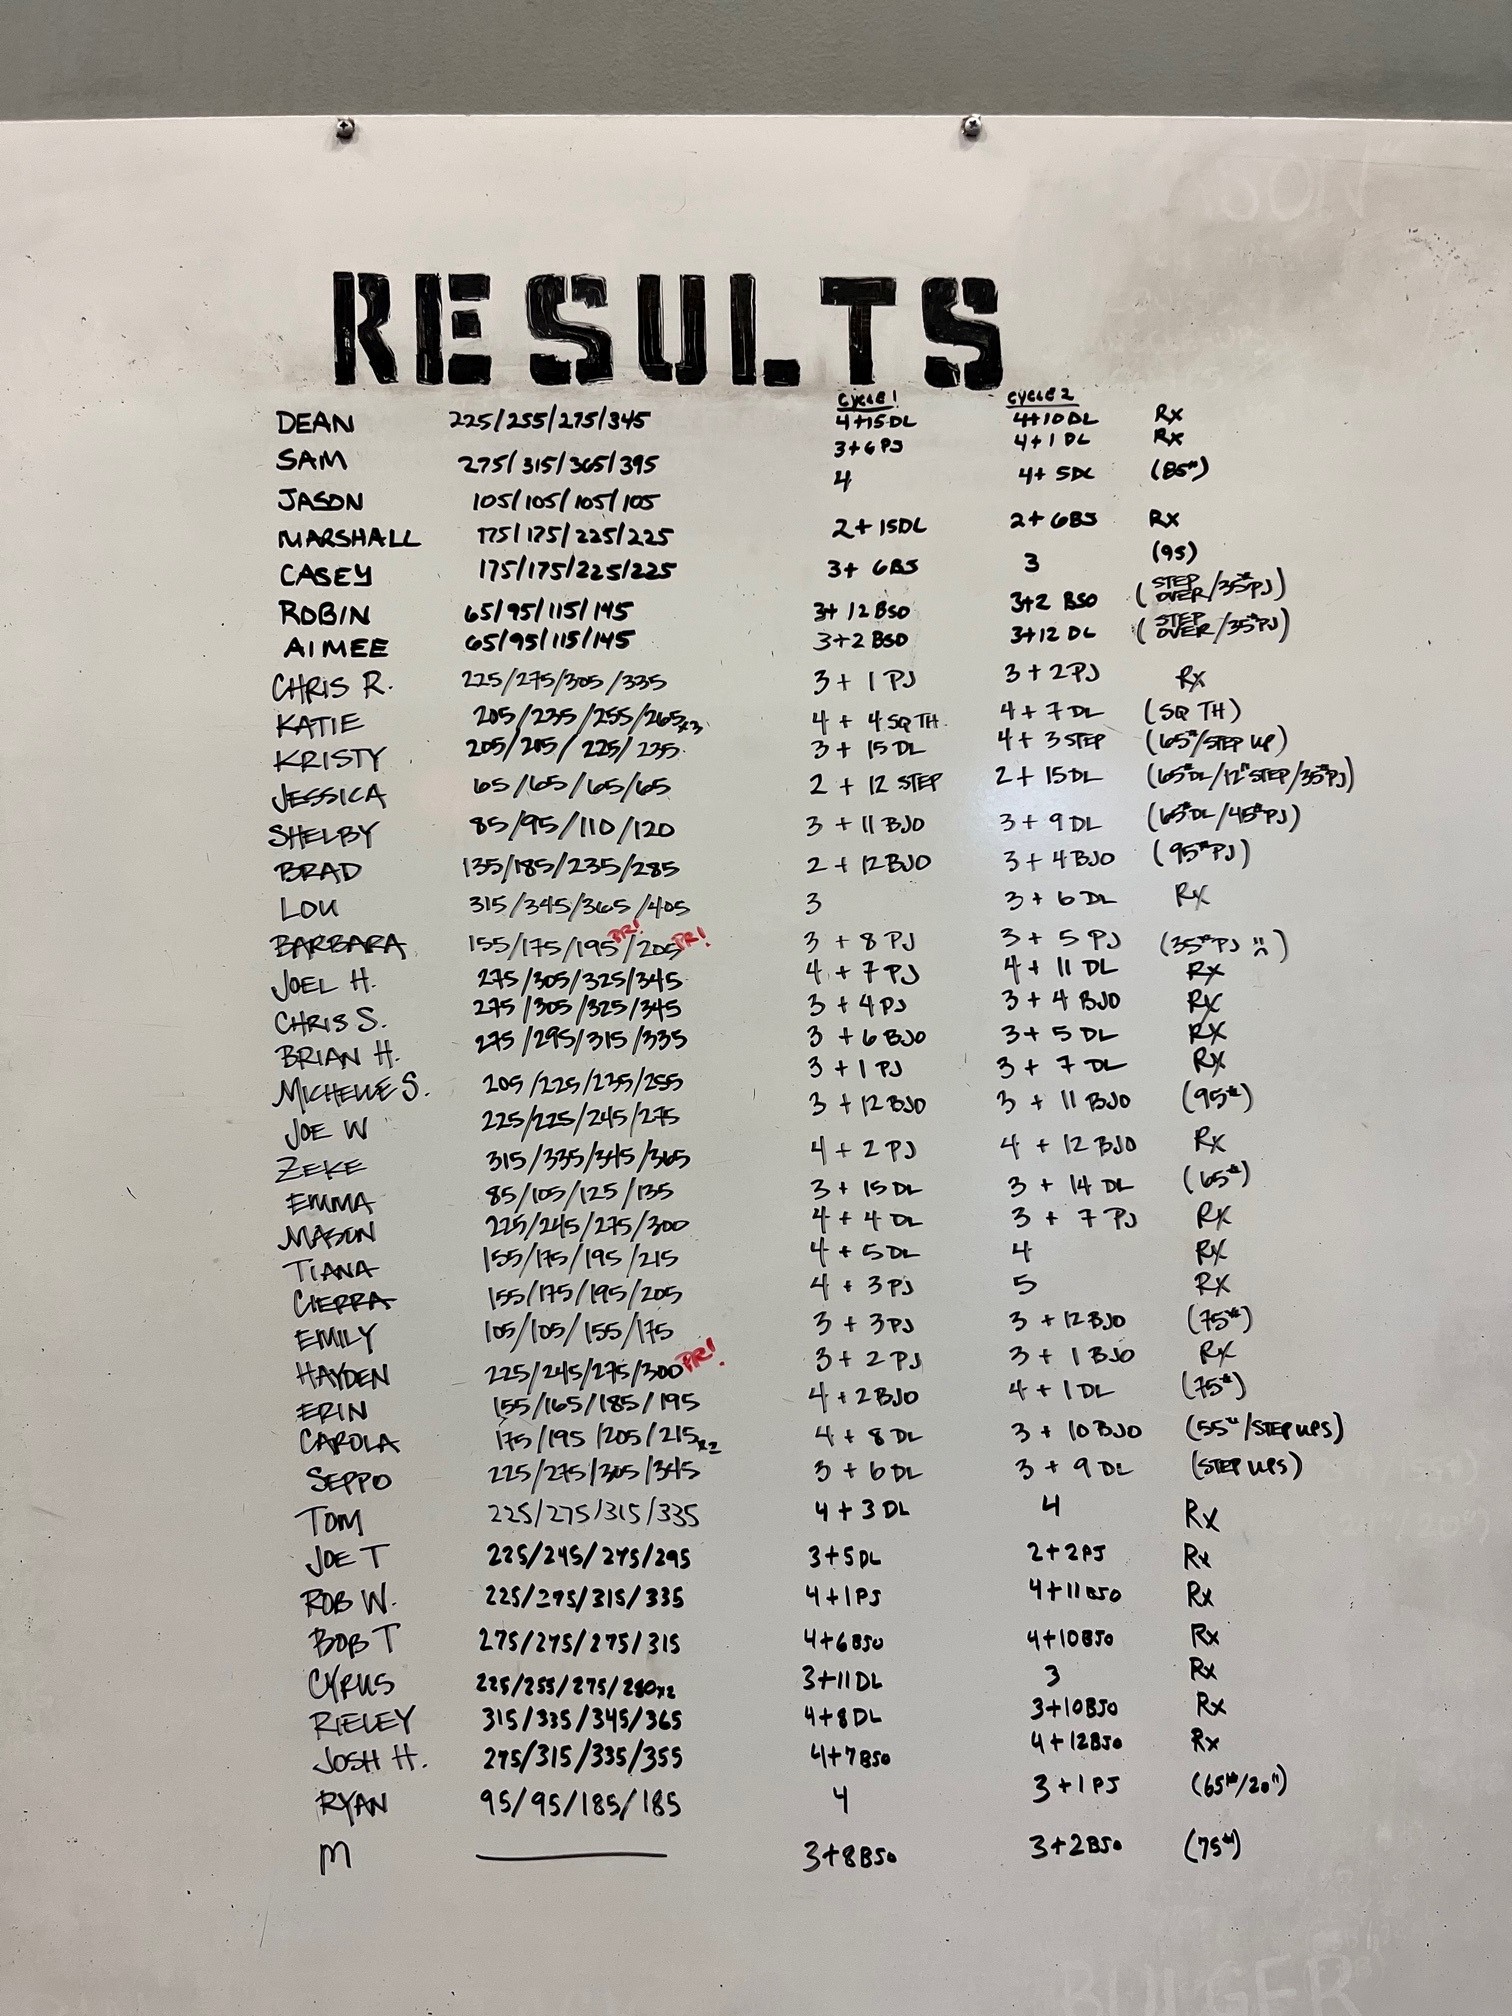 RESULTS
CYCLE 1 CYCLE 2
DEAN 225/255/275/345 4+15DL 4+10DL RX
SAM 275/315/365/395 3+6PJ 4+1DL RX
JASON 105/105/105/105 4 4+5DL (85#)
MARSHALL 175/175/225/225 2+15DL 2+6BJ RX
CASEY 175/175/225/225 3+6BJ 3 (95)
ROBIN 65/95/115/145 3+12BSO 3+2 BSO (STEP OVER/35#PJ)
AIMEE 65/95/115/145 3+2BSO 3+12 DL (STEP OVER/35#PJ)
CHRIS R. 225/275/305/335 3+1PJ 3+2PJ RX
KATIE 205/235/255/265x3 4+4 SQ TH. 4+7DL (SQ TH)
KRISTY 205/205/225/235 3+15DL 4+3STEP (65#/STEP UP)
JESSICA 65/65/65/65 2+12 STEP 2+15DL (65#DL/12"STEP/35#PJ)
SHELBY 85/95/110/120 3+11BJO 3+9DL (65#DL/45#PJ)
BRAD 135/185/235/285 2+12BJO 3+4BJO (95#PJ)
LOU 315/345/365/405 3 3+6DL RX
BARBARA 155/175/195 PR!/205 PR! 3+8PJ 3+5PJ (35#PJ :()
JOEL H. 275/305/325/345 4+7PJ 4+11DL RX
CHRIS S. 275/305/325/345 3+4PJ 3+4BJO RX
BRIAN H. 275/295/315/335 3+6BJO 3+5DL RX
MICHELLE S. 205/225/235/255 3+1PJ 3+7DL RX
JOE W 225/225/245/275 3+12BJO 3+11BJO (95#)
ZEKE 315/335/345/365 4+2PJ 4+12BJO RX
EMMA 85/105/125/135 3+15DL 3+14DL (65#)
MASON 225/245/275/300 4+4DL 3+7PJ RX
TIANA 155/175/195/215 4+5DL 4 RX
CIERRA 155/175/195/205 4+3PJ 5 RX
EMILY 105/105/155/175 3+3PJ 3+12BJO (75#)
HAYDEN 225/245/275/300 PR! 3+2PJ 3+1BJO RX
ERIN 155/165/185/195 4+2BJO 4+1DL (75#)
CAROLA 175/195/205/215x2 4+8DL 3+10BJO (55#/STEP UPS)
SEPPO 225/275/305/345 3+6DL 3+9DL (STEP UPS)
TOM 225/275/315/335 4+3DL 4 RX
JOE T 225/245/275/295 3+5DL 2+2PJ RX
ROB W. 225/275/315/335 4+1PJ 4+11BSO RX
BOB T 275/275/275/315 4+6BJO 4+10BJO RX
CYRUS 225/255/275/280x2 3+11DL 3 RX
RIELEY 315/335/345/365 4+8DL 3+10BJO RX
JOSH H. 275/315/335/355 4+7BSO 4+12BJO RX
RYAN 95/95/185/185 4 3+1PJ (65#/20")
M 3+8BSO 3+2BSO (75#)
BULGER